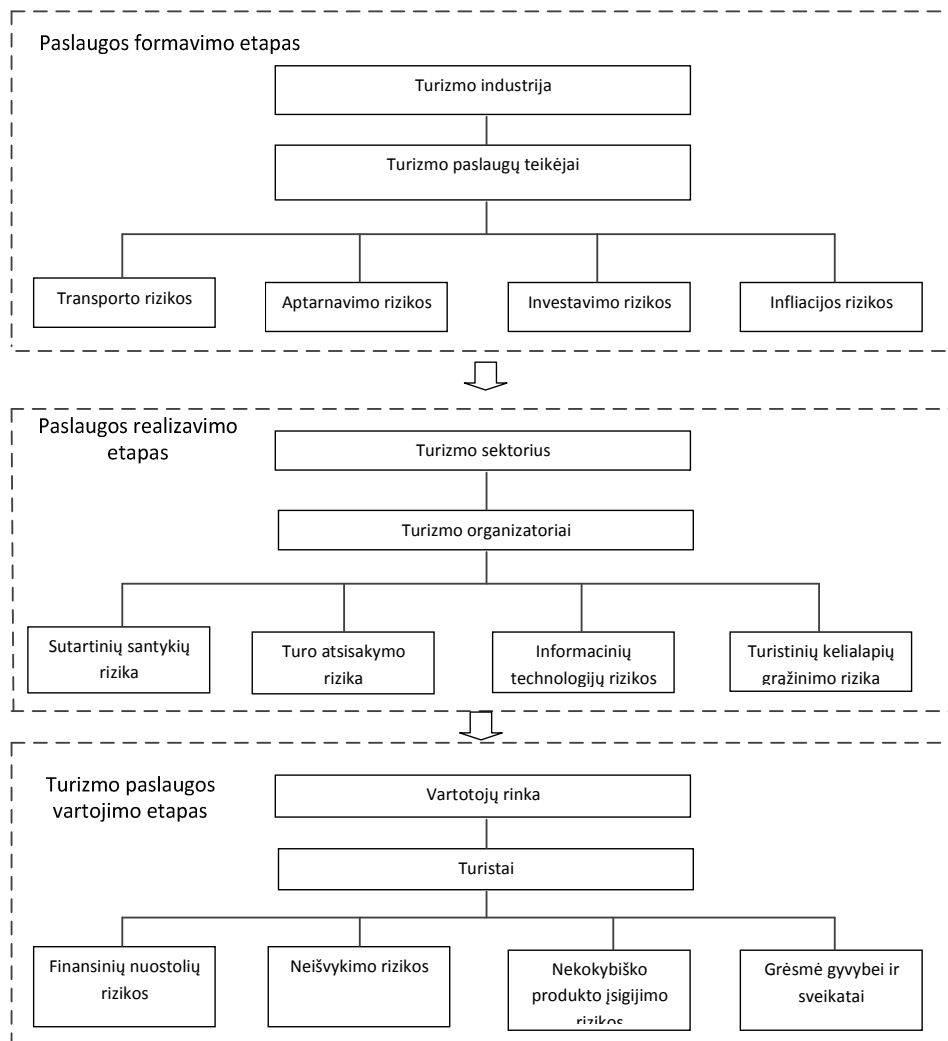 Paslaugos formavimo etapas
Turizmo industrija
Turizmo paslaugų teikėjai
Transporto rizikos
Aptarnavimo rizikos
Investavimo rizikos
Infliacijos rizikos
Paslaugos realizavimo
etapas
Turizmo sektorius
Turizmo organizatoriai
Sutartinių santykių
rizika
Turo atsisakymo
rizika
Informacinių
technologijų rizikos
Turistinių kelialapių
grąžinimo rizika
Turizmo paslaugos
vartojimo etapas
Vartotojų rinka
Turistai
Finansinių nuostolių
rizikos
Neišvykimo rizikos
Nekokybiško
produkto įsigijimo
rizikos
Grėsmė gyvybei ir
sveikatai